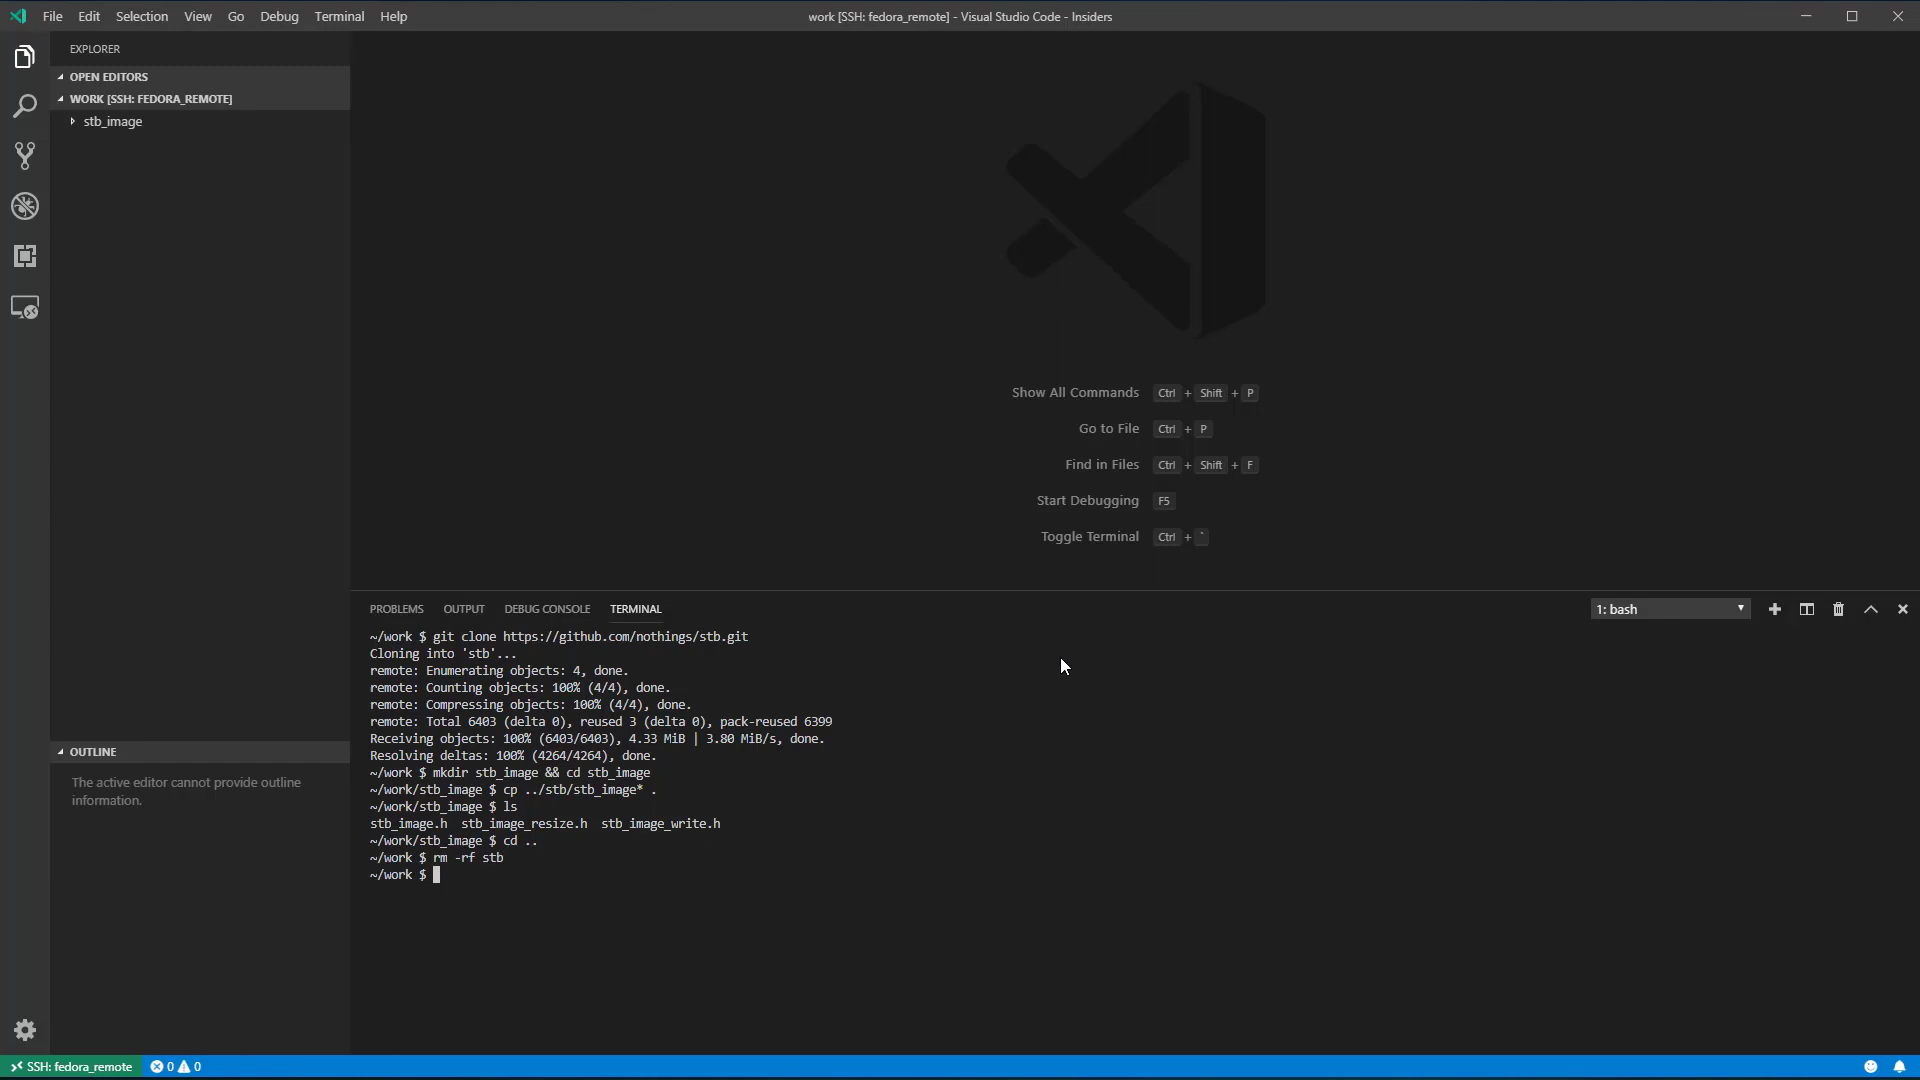 File Edit Selection View Go Debug Terminal Help
work [SSH: fedora_remote] - Visual Studio Code - Insiders
EXPLORER
OPEN EDITORS
WORK [SSH: FEDORA_REMOTE]
stb_image
OUTLINE
The active editor cannot provide outline
information.
Show All Commands Ctrl + Shift + P
Go to File Ctrl + P
Find in Files Ctrl + Shift + F
Start Debugging F5
Toggle Terminal Ctrl + `
PROBLEMS OUTPUT DEBUG CONSOLE TERMINAL
1: bash
~/work $ git clone https://github.com/nothings/stb.git
Cloning into 'stb'...
remote: Enumerating objects: 4, done.
remote: Counting objects: 100% (4/4), done.
remote: Compressing objects: 100% (4/4), done.
remote: Total 6403 (delta 0), reused 3 (delta 0), pack-reused 6399
Receiving objects: 100% (6403/6403), 4.33 MiB | 3.80 MiB/s, done.
Resolving deltas: 100% (4264/4264), done.
~/work $ mkdir stb_image && cd stb_image
~/work/stb_image $ cp ../stb/stb_image* .
~/work/stb_image $ ls
stb_image.h stb_image_resize.h stb_image_write.h
~/work/stb_image $ cd ..
~/work $ rm -rf stb
~/work $
SSH: fedora_remote 0 0